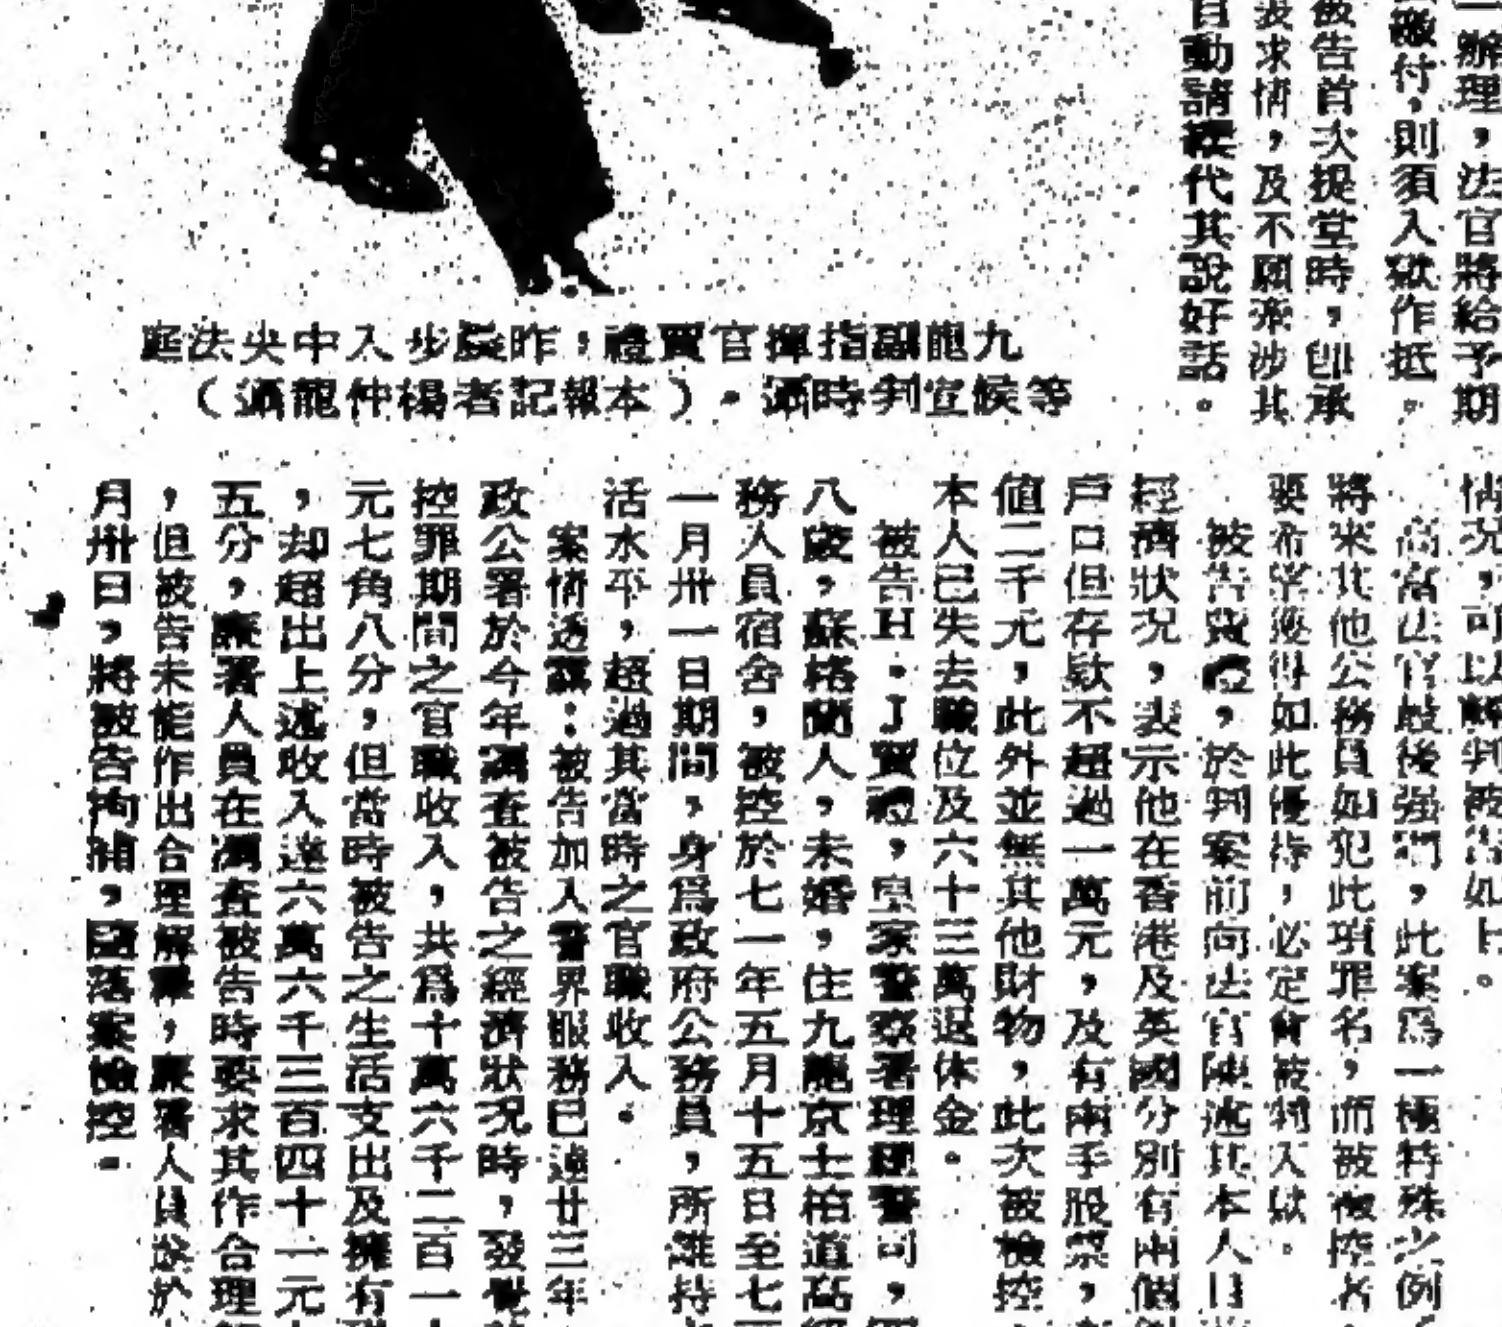 一辦理，法官將給予期
繳付，則須入獄作抵。
被告首次提堂時，即承
求情，及不願牽涉其
自動請纓代其說好話。
九龍副指揮官賈禮，昨晨步入中央法庭
等候宣判時攝。（本報記者楊仲龍攝）
情況，可以解判被告如上。
高富法官最後强調，此案爲一極特殊之例
將來其他公務員如犯此項罪名，而被檢控者
要希望獲得如此優待，必定會被判入獄。
被告賈禮，於判案前向法官陳述其本人目
經濟狀況，表示他在香港及英國分別有兩個
戶口但存欵不超過一萬元，及有両手股票，
値二千元，此外並無其他財物，此次被檢控
本人已失去職位及六十三萬退休金。
被告H．J賈禮，皇家警察署理總警司，
八歲，蘇格蘭人，未婚，住九龍京士柏道高
務人員宿舍，被控於七一年五月十五日至七
一月卅一日期間，身爲政府公務員，所維持
活水平，超過其當時之官職收入。
案情透露：被告加入警界服務已達廿三年
政公署於今年調査被告之經濟狀況時，發覺
控罪期間之官職收入，共爲十萬六千二百一
元七角八分，但當時被告之生活支出及擁有
，却超出上述收入達六萬六千三百四十一元
五分，廉署人員在調査被告時要求其作合理
，但被告未能作出合理解釋，廉署人員遂於
月卅日，將被告拘捕，落案檢控。